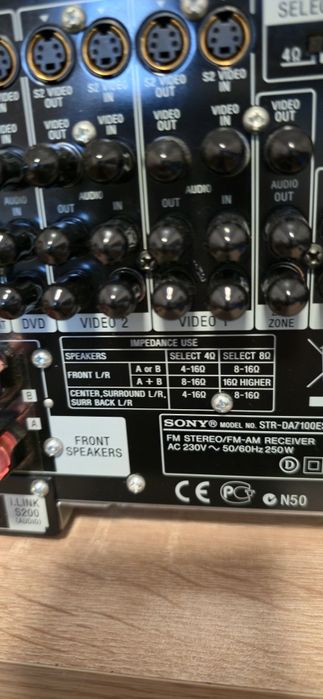 SELEC
4Ω
S2 VIDEO OUT
S2 VIDEO IN
S2 VIDEO OUT
S2 VIDEO IN
VIDEO OUT
VIDEO IN
VIDEO OUT
VIDEO IN
VIDEO OUT
AUDIO
OUT IN
AUDIO
OUT IN
AUDIO OUT
DVD
VIDEO 2
VIDEO 1
ZONE
IMPEDANCE USE
SPEAKERS SELECT 4Ω SELECT 8Ω
FRONT L/R A or B 4-16Ω 8-16Ω
A + B 8-16Ω 16Ω HIGHER
CENTER, SURROUND L/R, SURR BACK L/R 4-16Ω 8-16Ω
B
A
FRONT
SPEAKERS
SONY MODEL NO. STR-DA7100ES
FM STEREO/FM-AM RECEIVER
AC 230V ~ 50/60Hz 250W
D
i.LINK
S200
(AUDIO)
CE
N50